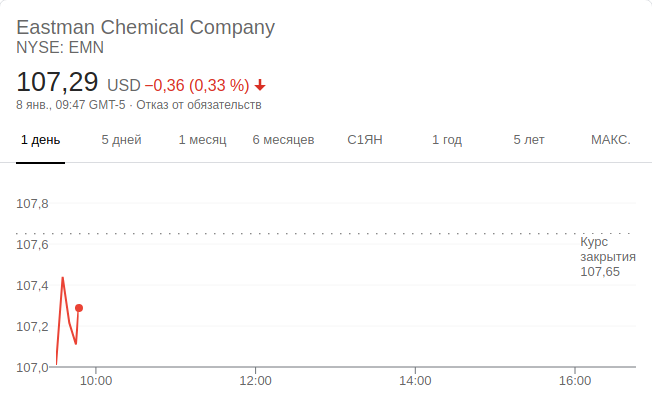 Eastman Chemical Company
NYSE: EMN
107,29 USD −0,36 (0,33 %)
8 янв., 09:47 GMT-5 · Отказ от обязательств
1 день 5 дней 1 месяц 6 месяцев С1ЯН 1 год 5 лет МАКС.
107,8
107,6
107,4
107,2
107,0
Курс
закрытия
107,65
10:00 12:00 14:00 16:00